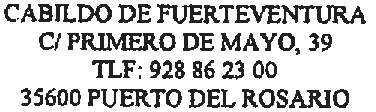 CABILDO DE FUERTEVENTURA
C/ PRIMERO DE MAYO, 39
TLF: 928 86 23 00
35600 PUERTO DEL ROSARIO